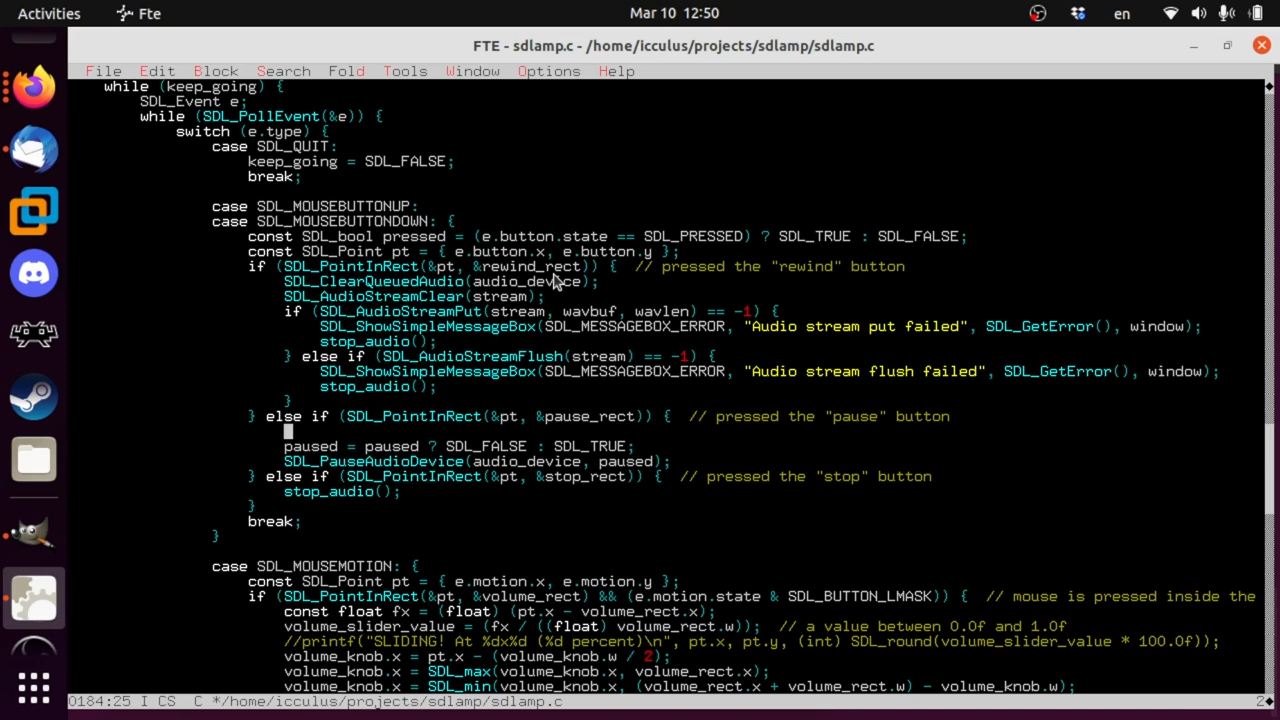 Activities
Fte
Mar 10 12:50
en
FTE - sdlamp.c - /home/icculus/projects/sdlamp/sdlamp.c
File Edit Block Search Fold Tools Window Options Help
while (keep_going) {
SDL_Event e;
while (SDL_PollEvent(&e)) {
switch (e.type) {
case SDL_QUIT:
keep_going = SDL_FALSE;
break;
case SDL_MOUSEBUTTONUP:
case SDL_MOUSEBUTTONDOWN: {
const SDL_bool pressed = (e.button.state == SDL_PRESSED) ? SDL_TRUE : SDL_FALSE;
const SDL_Point pt = { e.button.x, e.button.y };
if (SDL_PointInRect(&pt, &rewind_rect)) { // pressed the "rewind" button
SDL_ClearQueuedAudio(audio_device);
SDL_AudioStreamClear(stream);
if (SDL_AudioStreamPut(stream, wavbuf, wavlen) == -1) {
SDL_ShowSimpleMessageBox(SDL_MESSAGEBOX_ERROR, "Audio stream put failed", SDL_GetError(), window);
stop_audio();
} else if (SDL_AudioStreamFlush(stream) == -1) {
SDL_ShowSimpleMessageBox(SDL_MESSAGEBOX_ERROR, "Audio stream flush failed", SDL_GetError(), window);
stop_audio();
}
} else if (SDL_PointInRect(&pt, &pause_rect)) { // pressed the "pause" button
paused = paused ? SDL_FALSE : SDL_TRUE;
SDL_PauseAudioDevice(audio_device, paused);
} else if (SDL_PointInRect(&pt, &stop_rect)) { // pressed the "stop" button
stop_audio();
}
break;
}
case SDL_MOUSEMOTION: {
const SDL_Point pt = { e.motion.x, e.motion.y };
if (SDL_PointInRect(&pt, &volume_rect) && (e.motion.state & SDL_BUTTON_LMASK)) { // mouse is pressed inside the
const float fx = (float) (pt.x - volume_rect.x);
volume_slider_value = (fx / ((float) volume_rect.w)); // a value between 0.0f and 1.0f
//printf("SLIDING! At %dx%d (%d percent)\n", pt.x, pt.y, (int) SDL_round(volume_slider_value * 100.0f));
volume_knob.x = pt.x - (volume_knob.w / 2);
volume_knob.x = SDL_max(volume_knob.x, volume_rect.x);
volume_knob.x = SDL_min(volume_knob.x, (volume_rect.x + volume_rect.w) - volume_knob.w);
0184:25 I CS C */home/icculus/projects/sdlamp/sdlamp.c 2